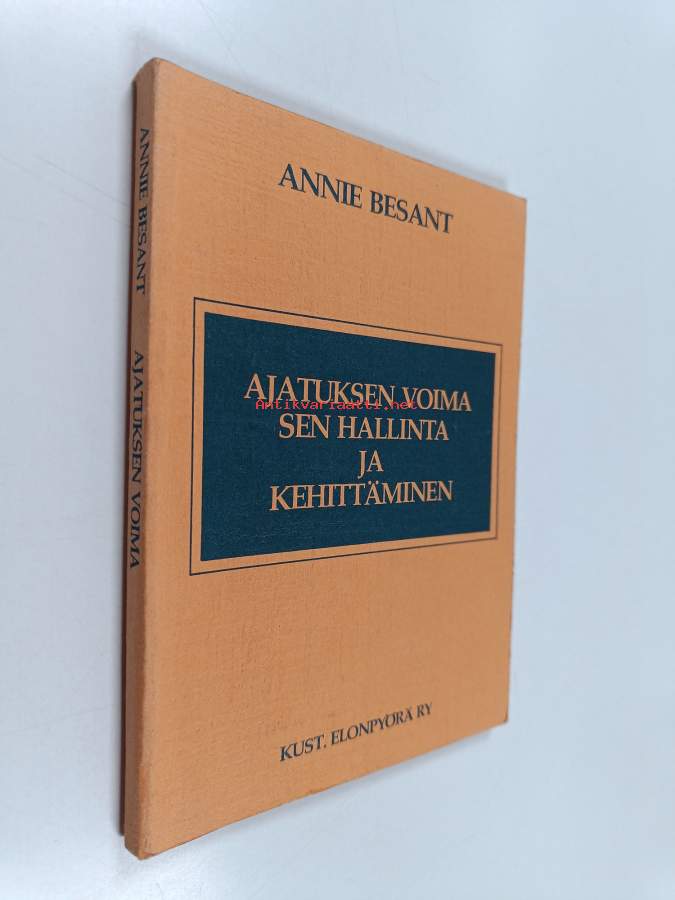 ANNIE BESANT
AJATUKSEN VOIMA
SEN HALLINTA
JA
KEHITTÄMINEN
KUST. ELONPYÖRÄ RY
ANNIE BESANT AJATUKSEN VOIMA
Antikvariaatti.net